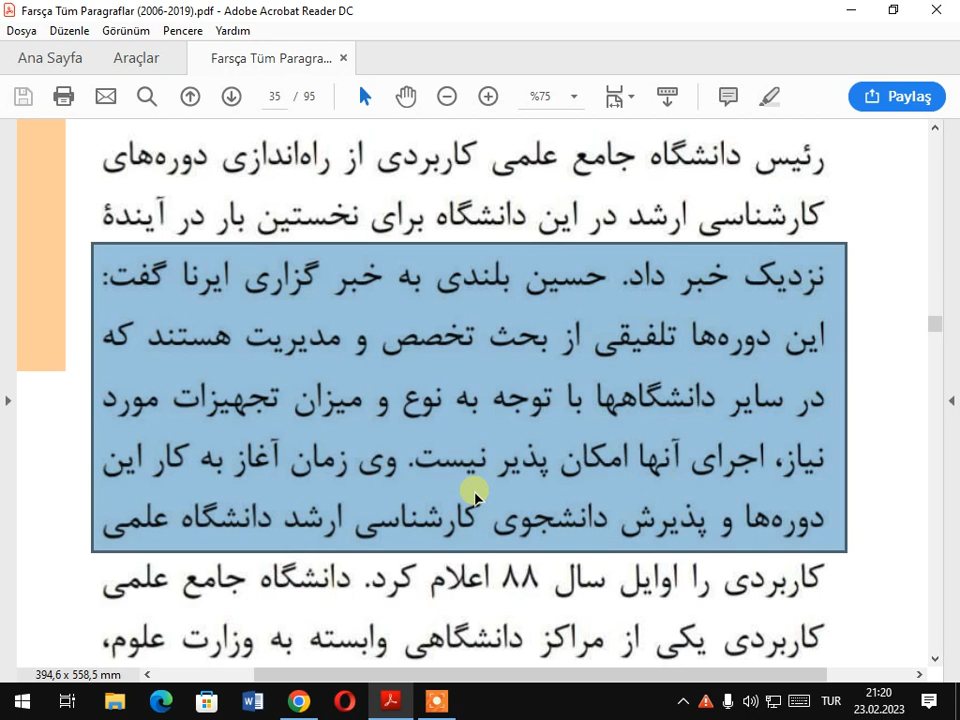 Farsça Tüm Paragraflar (2006-2019).pdf - Adobe Acrobat Reader DC
Dosya Düzenle Görünüm Pencere Yardım
Ana Sayfa Araçlar Farsça Tüm Paragra... ×
35 / 95 %75 Paylaş
رئیس دانشگاه جامع علمی کاربردی از راه‌اندازی دوره‌های
کارشناسی ارشد در این دانشگاه برای نخستین بار در آیندهٔ
نزدیک خبر داد. حسین بلندی به خبر گزاری ایرنا گفت:
این دوره‌ها تلفیقی از بحث تخصص و مدیریت هستند که
در سایر دانشگاهها با توجه به نوع و میزان تجهیزات مورد
نیاز، اجرای آنها امکان پذیر نیست. وی زمان آغاز به کار این
دوره‌ها و پذیرش دانشجوی کارشناسی ارشد دانشگاه علمی
کاربردی را اوایل سال ۸۸ اعلام کرد. دانشگاه جامع علمی
کاربردی یکی از مراکز دانشگاهی وابسته به وزارت علوم،
394,6 x 558,5 mm
TUR
21:20
23.02.2023